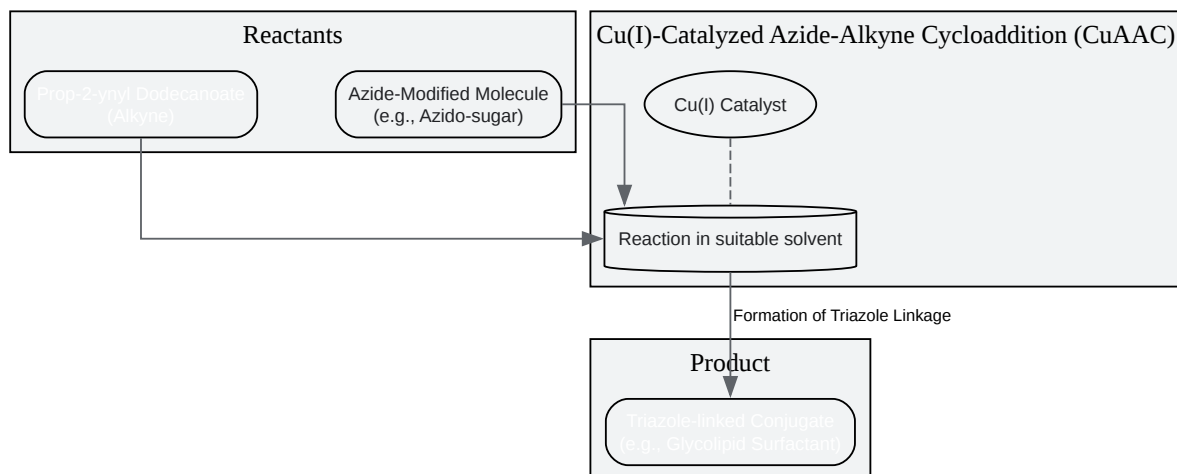 Reactants
Prop-2-ynyl Dodecanoate
(Alkyne)
Azide-Modified Molecule
(e.g., Azido-sugar)
Cu(I)-Catalyzed Azide-Alkyne Cycloaddition (CuAAC)
Cu(I) Catalyst
Reaction in suitable solvent
Formation of Triazole Linkage
Product
Triazole-linked Conjugate
(e.g., Glycolipid Surfactant)